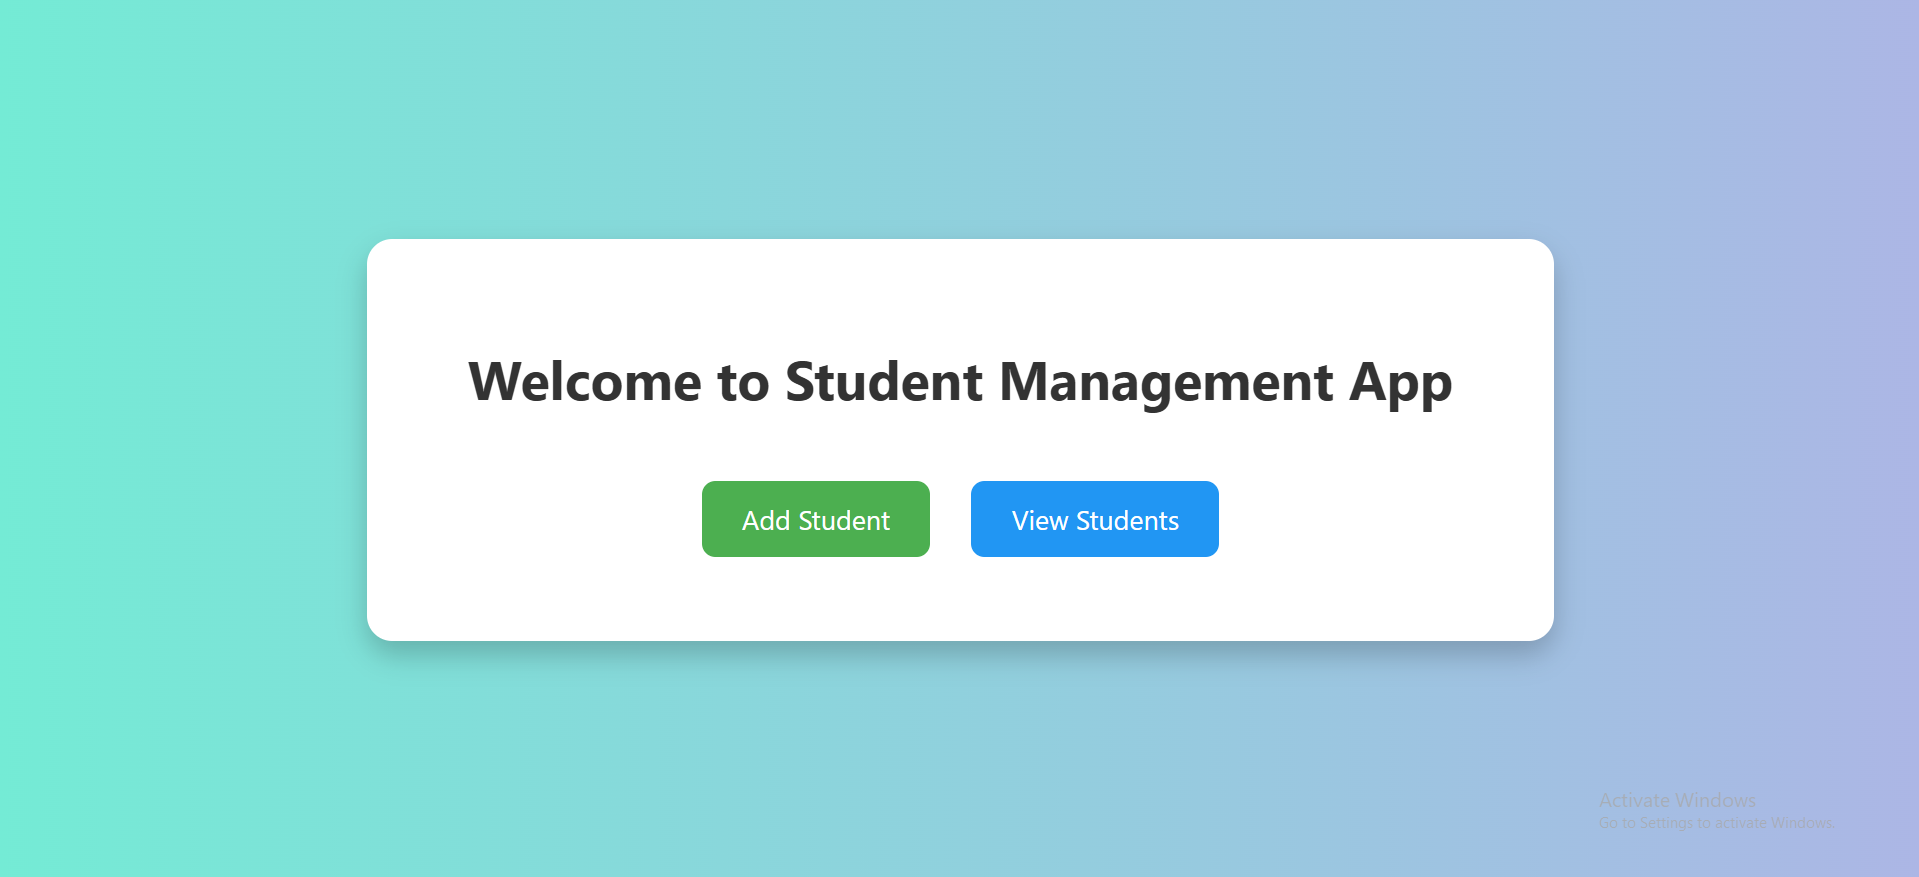 Welcome to Student Management App
Add Student
View Students
Activate Windows
Go to Settings to activate Windows.